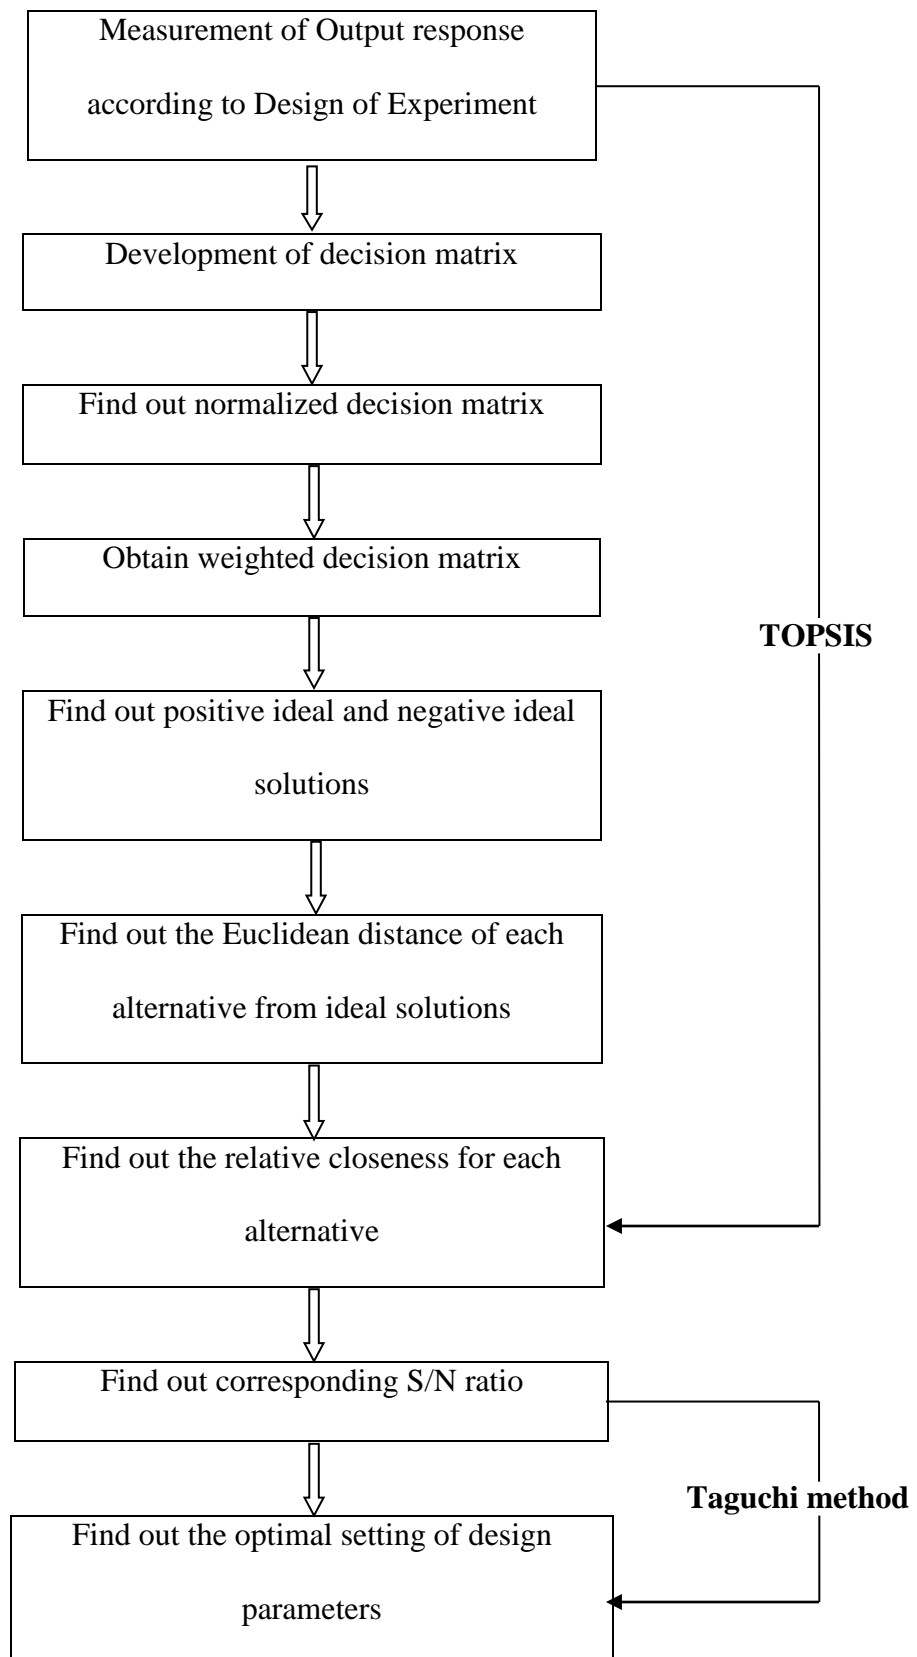 Measurement of Output response
according to Design of Experiment
Development of decision matrix
Find out normalized decision matrix
Obtain weighted decision matrix
TOPSIS
Find out positive ideal and negative ideal
solutions
Find out the Euclidean distance of each
alternative from ideal solutions
Find out the relative closeness for each
alternative
Find out corresponding S/N ratio
Taguchi method
Find out the optimal setting of design
parameters